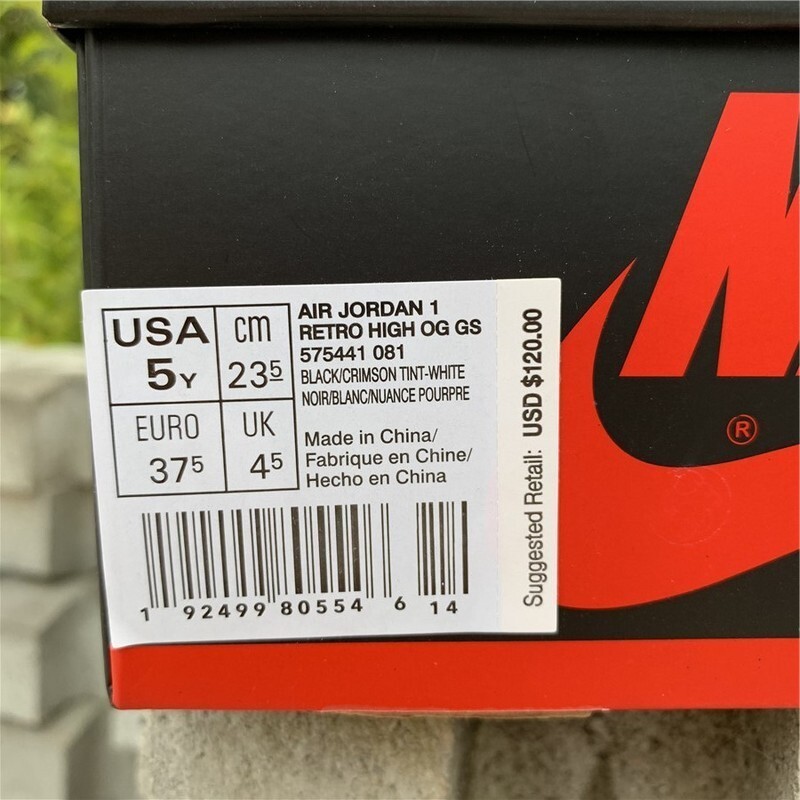 USA
5Y
cm
23⁵
EURO
37⁵
UK
4⁵
AIR JORDAN 1
RETRO HIGH OG GS
575441 081
BLACK/CRIMSON TINT-WHITE
NOIR/BLANC/NUANCE POURPRE
Made in China/
Fabrique en Chine/
Hecho en China
1 92499 80554 6 14
Suggested Retail: USD $120.00
®